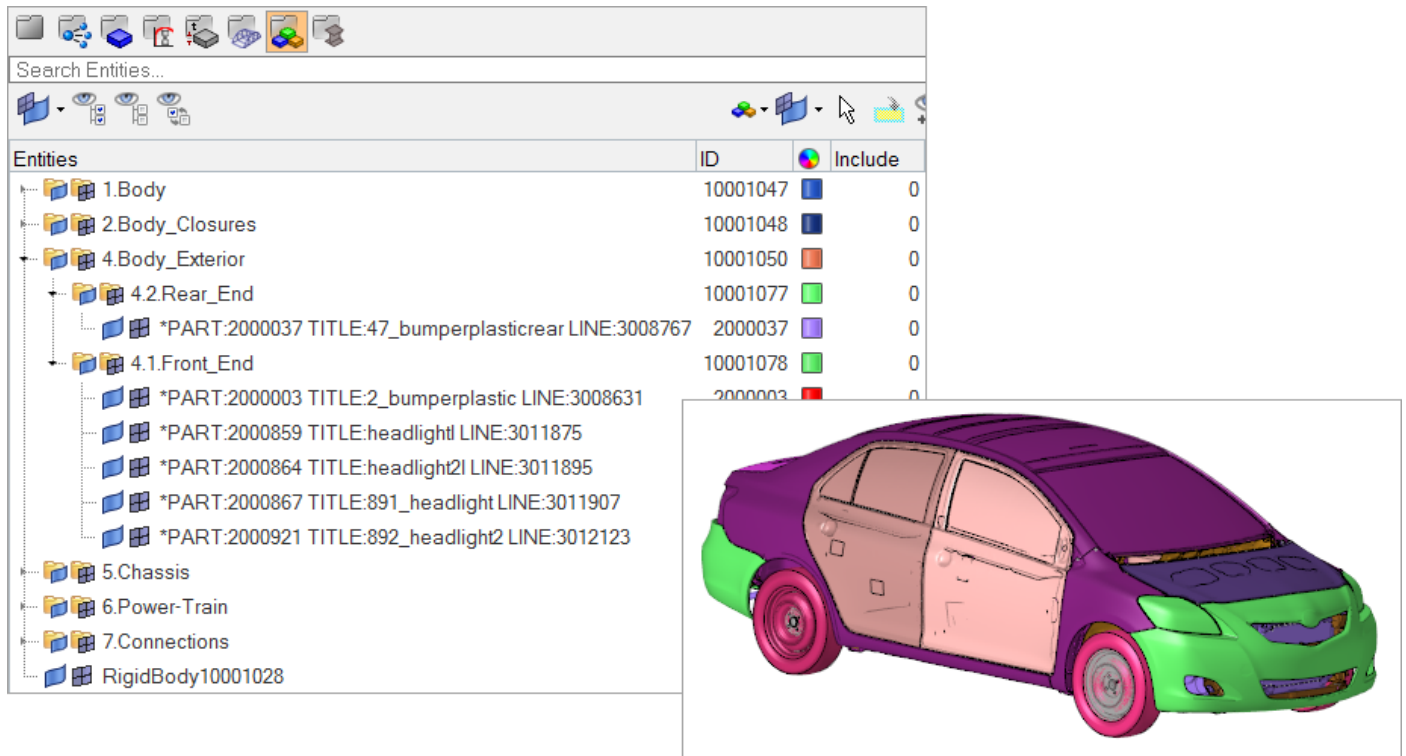 Search Entities...
Entities ID Include
1.Body 10001047 0
2.Body_Closures 10001048 0
4.Body_Exterior 10001050 0
4.2.Rear_End 10001077 0
*PART:2000037 TITLE:47_bumperplasticrear LINE:3008767 2000037 0
4.1.Front_End 10001078 0
*PART:2000003 TITLE:2_bumperplastic LINE:3008631 2000003 0
*PART:2000859 TITLE:headlightl LINE:3011875
*PART:2000864 TITLE:headlight2l LINE:3011895
*PART:2000867 TITLE:891_headlight LINE:3011907
*PART:2000921 TITLE:892_headlight2 LINE:3012123
5.Chassis
6.Power-Train
7.Connections
RigidBody10001028